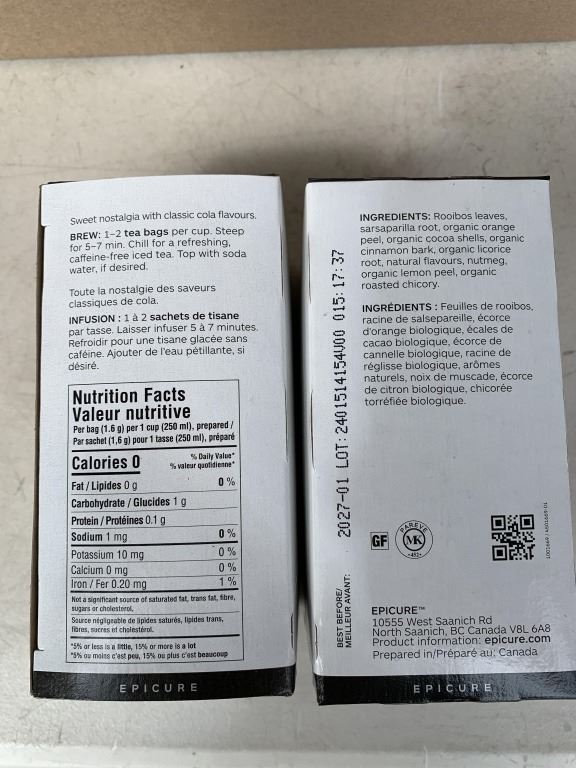 Sweet nostalgia with classic cola flavours.
BREW: 1–2 tea bags per cup. Steep
for 5–7 min. Chill for a refreshing,
caffeine-free iced tea. Top with soda
water, if desired.
Toute la nostalgie des saveurs
classiques de cola.
INFUSION : 1 à 2 sachets de tisane
par tasse. Laisser infuser 5 à 7 minutes.
Refroidir pour une tisane glacée sans
caféine. Ajouter de l'eau pétillante, si
désiré.
Nutrition Facts
Valeur nutritive
Per bag (1.6 g) per 1 cup (250 ml), prepared /
Par sachet (1,6 g) pour 1 tasse (250 ml), préparé
Calories 0
% Daily Value*
% valeur quotidienne*
Fat / Lipides 0 g 0 %
Carbohydrate / Glucides 1 g
Protein / Protéines 0.1 g
Sodium 1 mg 0 %
Potassium 10 mg 0 %
Calcium 0 mg 0 %
Iron / Fer 0.20 mg 1 %
Not a significant source of saturated fat, trans fat, fibre,
sugars or cholesterol.
Source négligeable de lipides saturés, lipides trans,
fibres, sucres et cholestérol.
*5% or less is a little, 15% or more is a lot
*5% ou moins c'est peu, 15% ou plus c'est beaucoup
EPICURE
INGREDIENTS: Rooibos leaves,
sarsaparilla root, organic orange
peel, organic cocoa shells, organic
cinnamon bark, organic licorice
root, natural flavours, nutmeg,
organic lemon peel, organic
roasted chicory.
INGRÉDIENTS : Feuilles de rooibos,
racine de salsepareille, écorce
d'orange biologique, écales de
cacao biologique, écorce de
cannelle biologique, racine de
réglisse biologique, arômes
naturels, noix de muscade, écorce
de citron biologique, chicorée
torréfiée biologique.
BEST BEFORE/
MEILLEUR AVANT:
2027-01 LOT: 2401514154V00 015:17:37
GF
PAREVE
MK
•452•
EPICURE™
10555 West Saanich Rd
North Saanich, BC Canada V8L 6A8
Product information: epicure.com
Prepared in/Préparé au: Canada
EPICURE